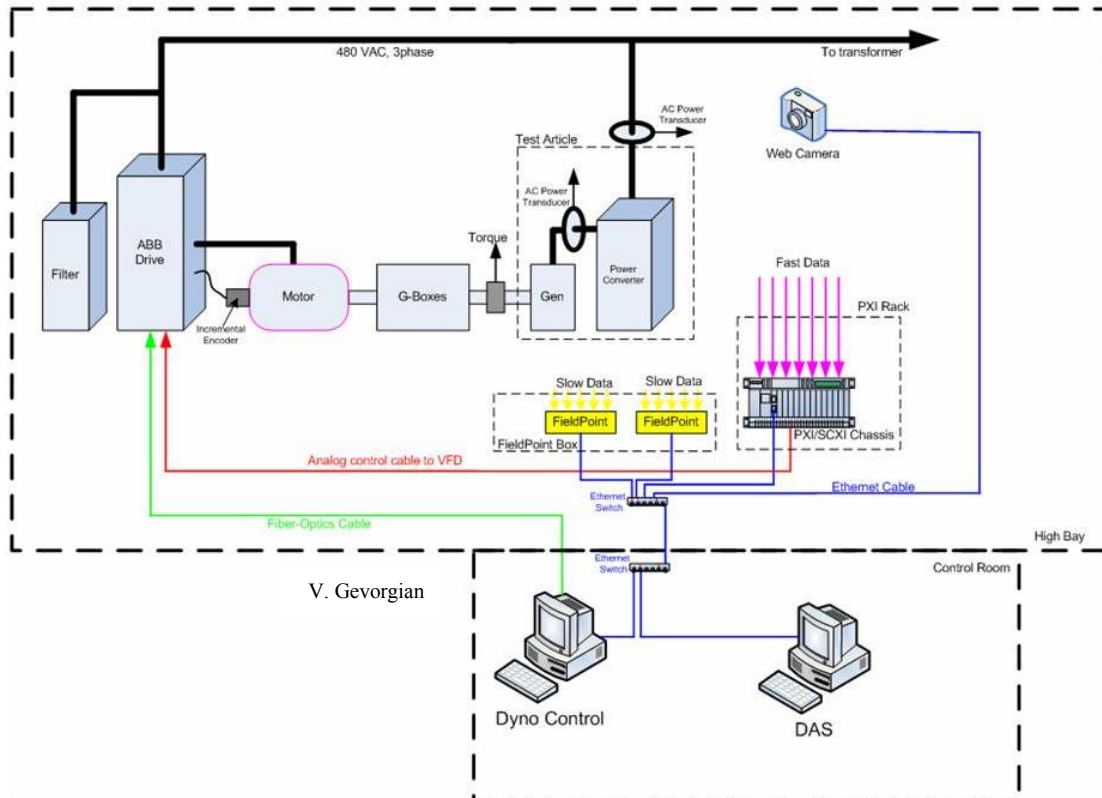 480 VAC, 3phase
To transformer
AC Power
Transducer
Web Camera
Test Article
AC Power
Transducer
Torque
Filter
ABB
Drive
Motor
G-Boxes
Gen
Power
Converter
Incremental
Encoder
Fast Data
PXI Rack
PXI/SCXI Chassis
Slow Data
Slow Data
FieldPoint
FieldPoint
FieldPoint Box
Analog control cable to VFD
Ethernet Cable
Ethernet
Switch
Fiber-Optics Cable
High Bay
Ethernet
Switch
Control Room
V. Gevorgian
Dyno Control
DAS